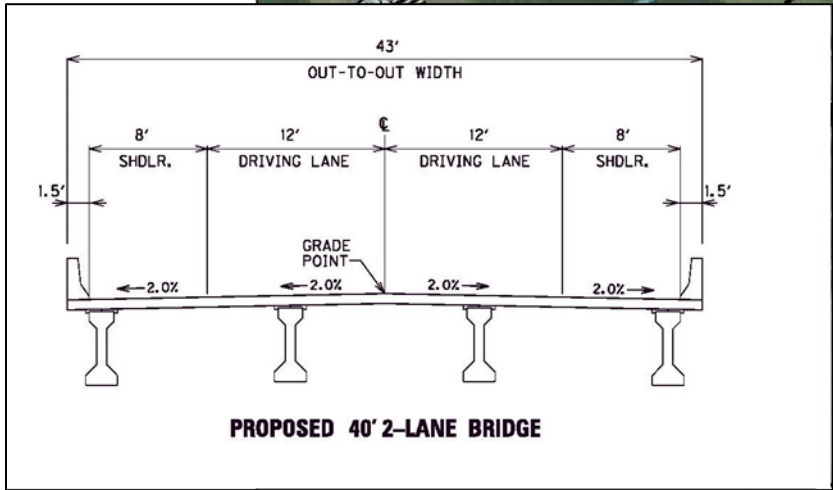 43'
OUT-TO-OUT WIDTH
℄
8' 12' 12' 8'
SHDLR. DRIVING LANE DRIVING LANE SHDLR.
1.5' 1.5'
GRADE
POINT
2.0% 2.0% 2.0% 2.0%
PROPOSED 40' 2–LANE BRIDGE